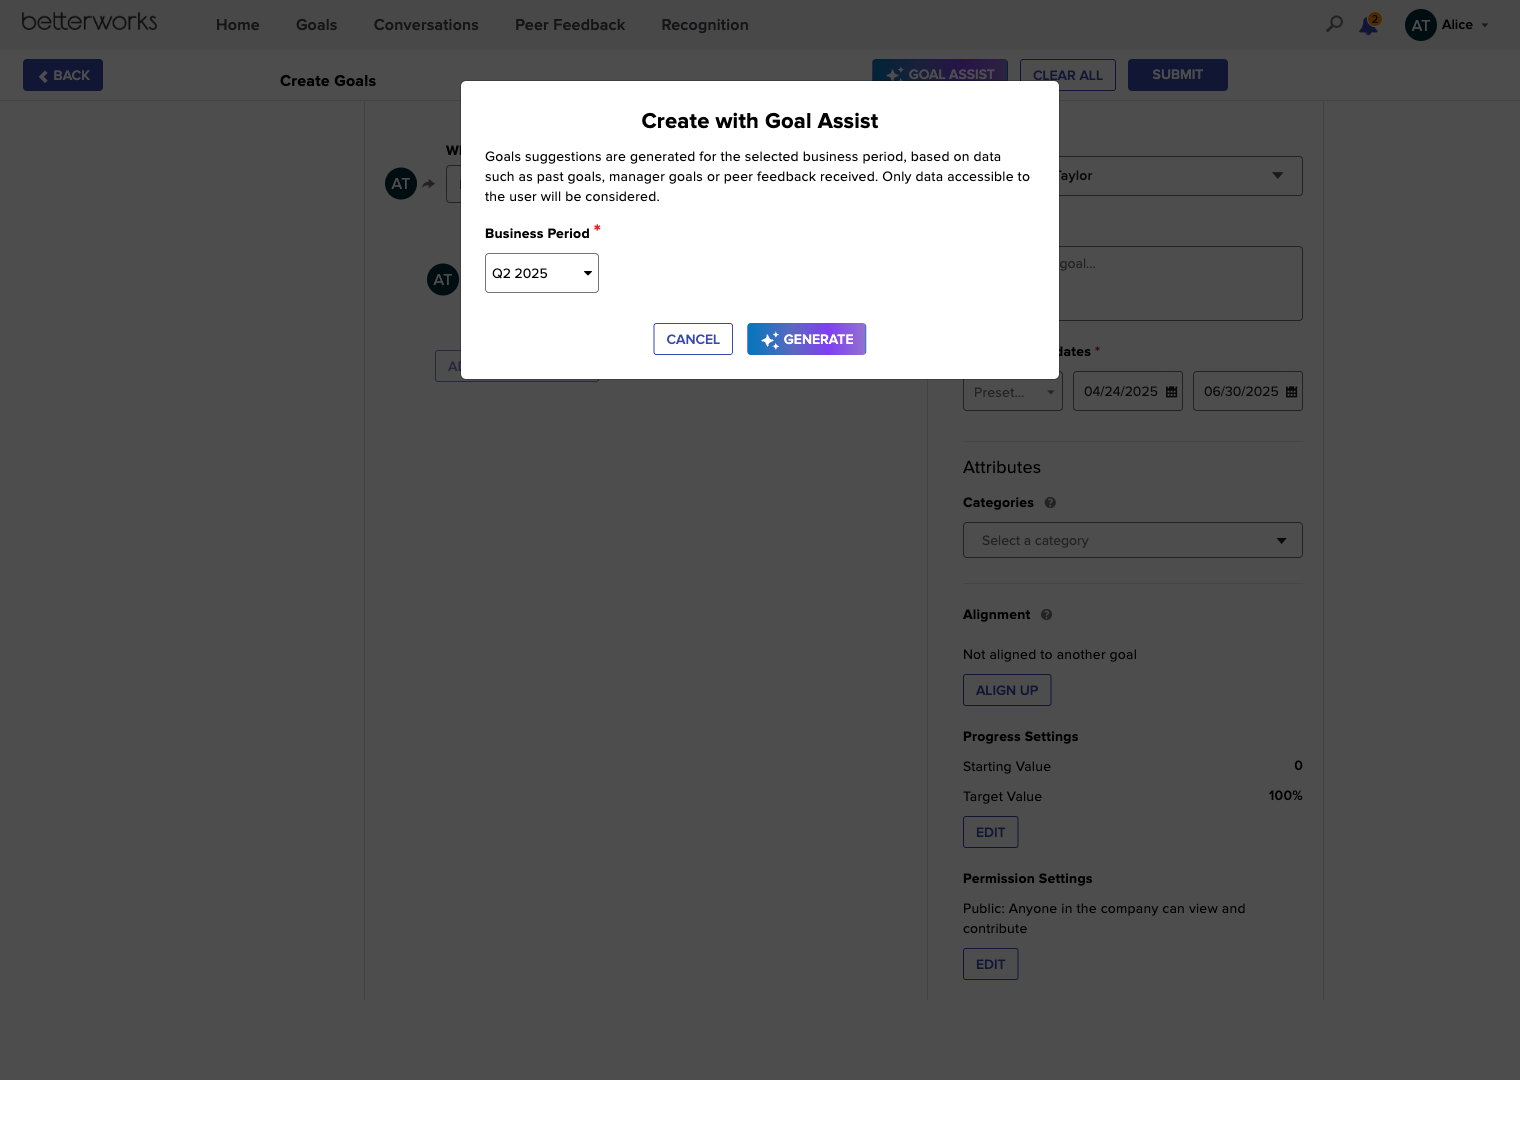 betterworks
Home
Goals
Conversations
Peer Feedback
Recognition
2
AT
Alice
BACK
Create Goals
GOAL ASSIST
CLEAR ALL
SUBMIT
Create with Goal Assist
Goals suggestions are generated for the selected business period, based on data
such as past goals, manager goals or peer feedback received. Only data accessible to
the user will be considered.
Business Period *
Q2 2025
CANCEL
GENERATE
AT
AT
Taylor
goal...
dates *
Preset...
04/24/2025
06/30/2025
Attributes
Categories ?
Select a category
Alignment ?
Not aligned to another goal
ALIGN UP
Progress Settings
Starting Value
0
Target Value
100%
EDIT
Permission Settings
Public: Anyone in the company can view and
contribute
EDIT